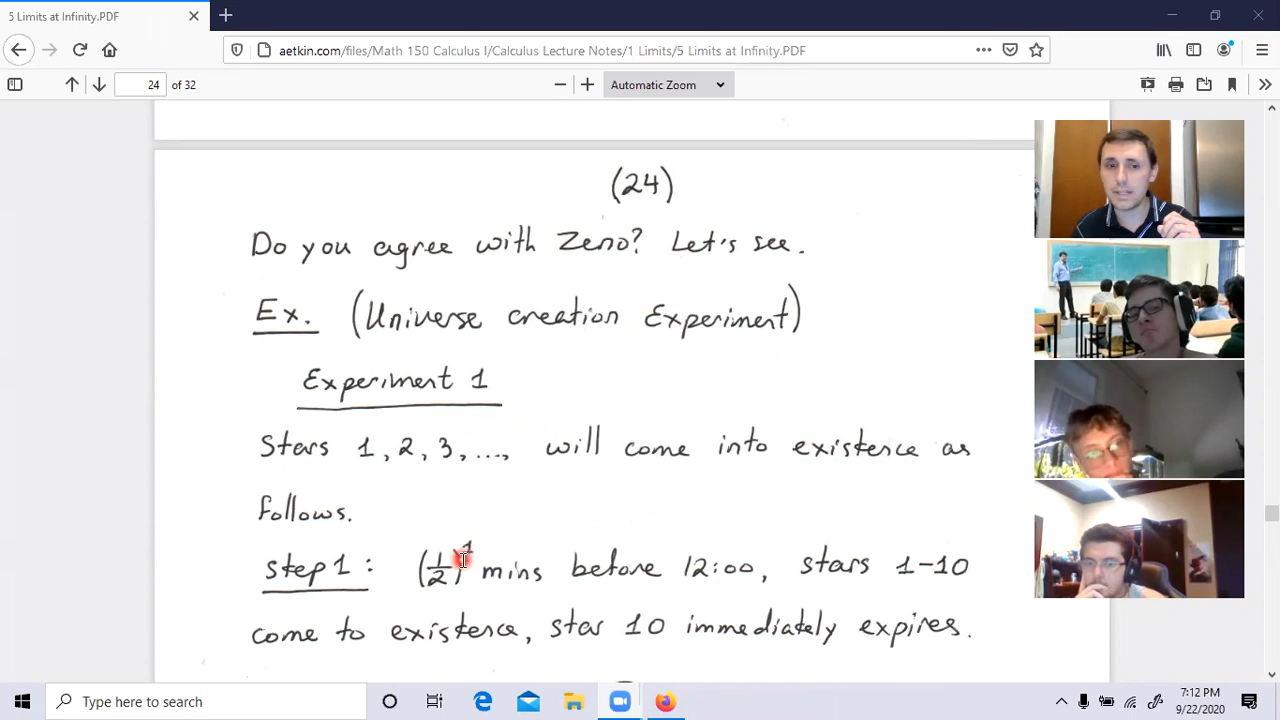 5 Limits at Infinity.PDF
aetkin.com/files/Math 150 Calculus I/Calculus Lecture Notes/1 Limits/5 Limits at Infinity.PDF
24 of 32
Automatic Zoom
(24)
Do you agree with Zeno? Let's see.
Ex. (Universe creation Experiment)
Experiment 1
Stars 1, 2, 3, ..., will come into existence as
follows.
Step 1: (1/2)^1 mins before 12:00, stars 1-10
come to existence, star 10 immediately expires.
Type here to search
7:12 PM
9/22/2020